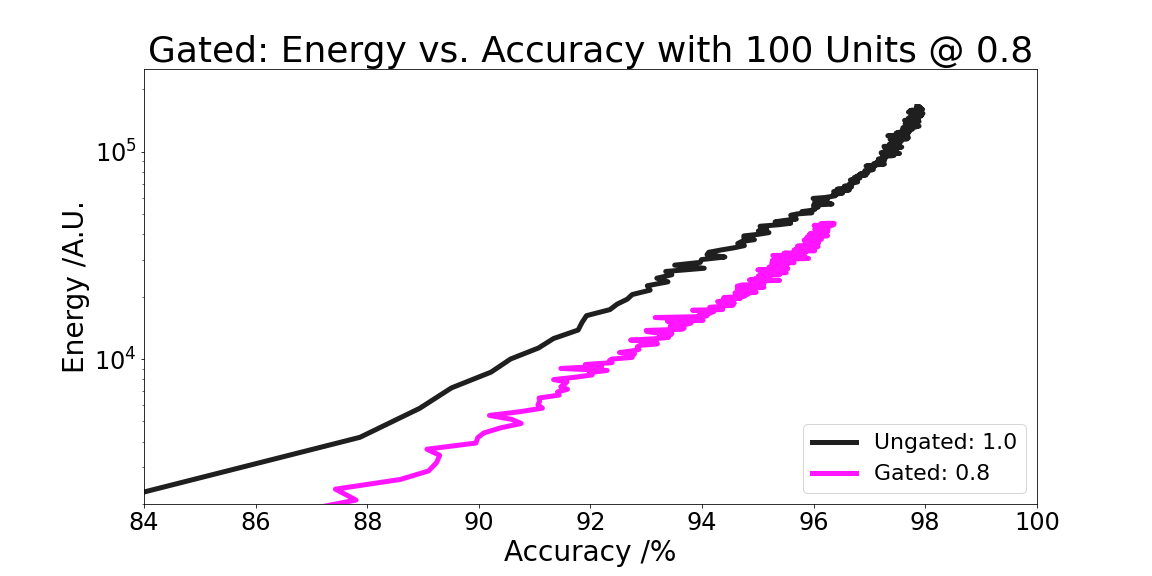 Gated: Energy vs. Accuracy with 100 Units @ 0.8
Energy /A.U.
10^5
10^4
Ungated: 1.0
Gated: 0.8
84 86 88 90 92 94 96 98 100
Accuracy /%